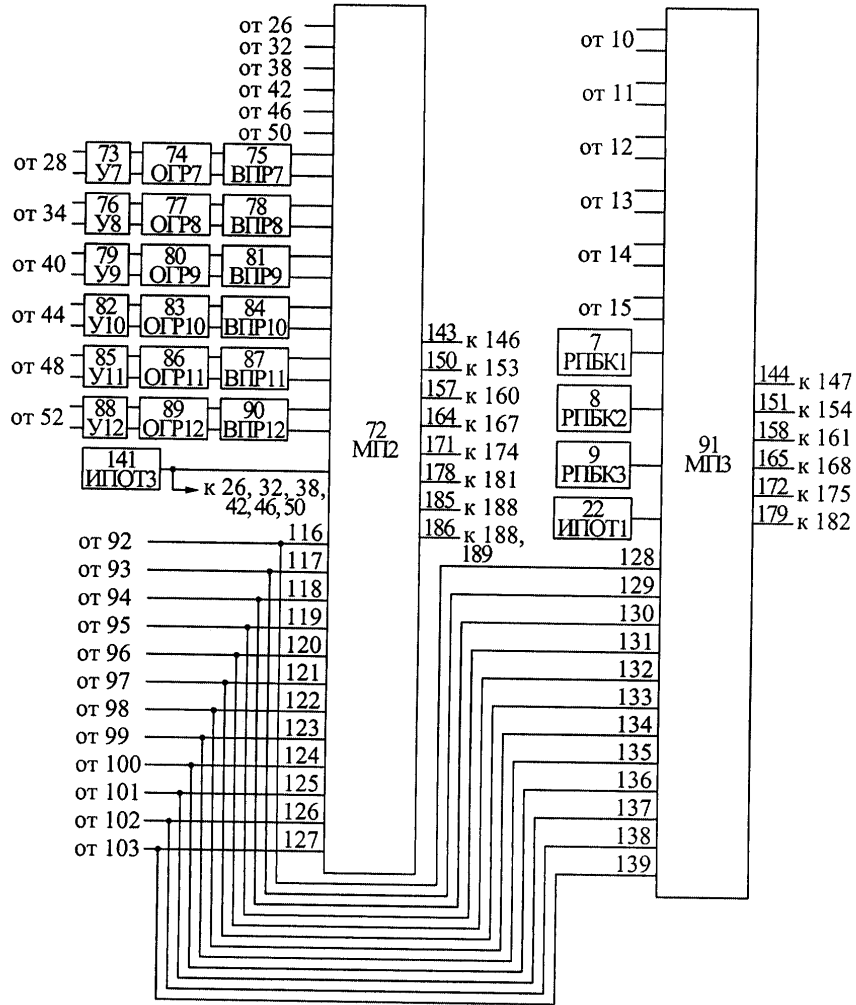 от 26
от 32
от 38
от 42
от 46
от 50
от 28
73
У7
74
ОГР7
75
ВПР7
от 34
76
У8
77
ОГР8
78
ВПР8
от 40
79
У9
80
ОГР9
81
ВПР9
от 44
82
У10
83
ОГР10
84
ВПР10
от 48
85
У11
86
ОГР11
87
ВПР11
от 52
88
У12
89
ОГР12
90
ВПР12
141
ИПОТ3
к 26, 32, 38,
42, 46, 50
от 92
116
от 93
117
от 94
118
от 95
119
от 96
120
от 97
121
от 98
122
от 99
123
от 100
124
от 101
125
от 102
126
от 103
127
72
МП2
143 к 146
150 к 153
157 к 160
164 к 167
171 к 174
178 к 181
185 к 188
186 к 188,
189
от 10
от 11
от 12
от 13
от 14
от 15
7
РПБК1
8
РПБК2
9
РПБК3
22
ИПОТ1
128
129
130
131
132
133
134
135
136
137
138
139
91
МП3
144 к 147
151 к 154
158 к 161
165 к 168
172 к 175
179 к 182